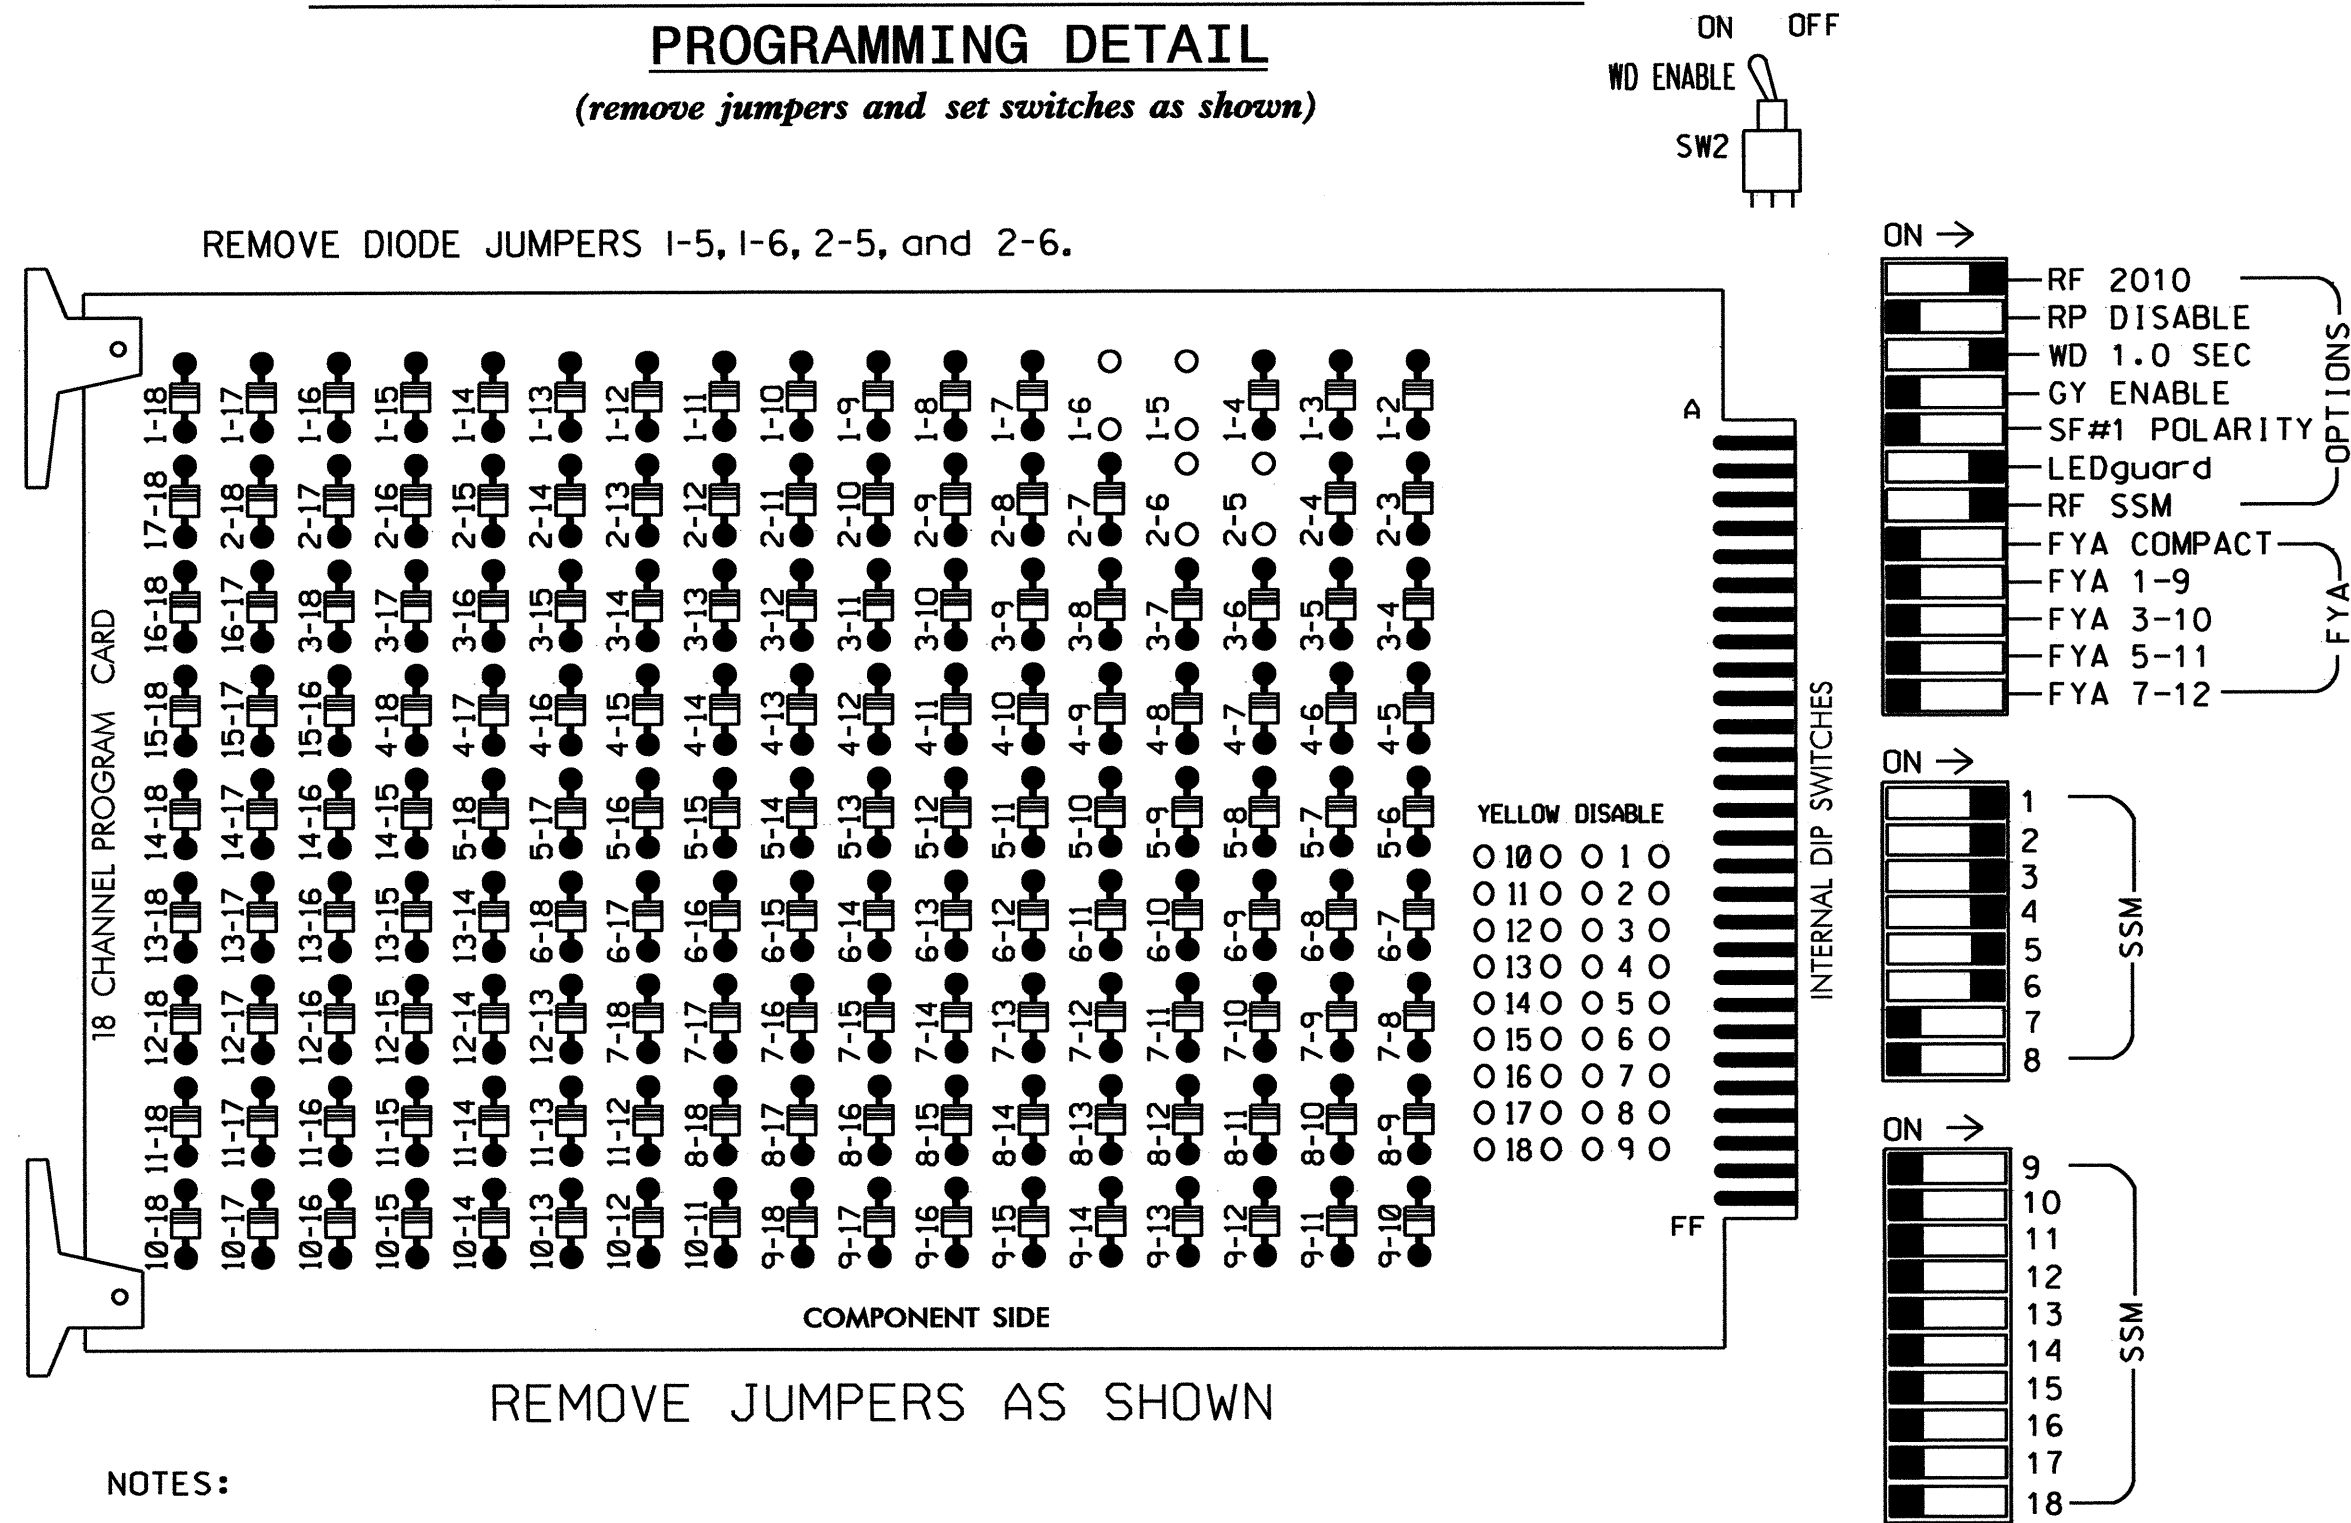 PROGRAMMING DETAIL
(remove jumpers and set switches as shown)
ON OFF
WD ENABLE
SW2
REMOVE DIODE JUMPERS 1-5, 1-6, 2-5, and 2-6.
1-18 1-17 1-16 1-15 1-14 1-13 1-12 1-11 1-10 1-9 1-8 1-7 1-6 1-5 1-4 1-3 1-2
17-18 2-18 2-17 2-16 2-15 2-14 2-13 2-12 2-11 2-10 2-9 2-8 2-7 2-6 2-5 2-4 2-3
16-18 16-17 3-18 3-17 3-16 3-15 3-14 3-13 3-12 3-11 3-10 3-9 3-8 3-7 3-6 3-5 3-4
15-18 15-17 15-16 4-18 4-17 4-16 4-15 4-14 4-13 4-12 4-11 4-10 4-9 4-8 4-7 4-6 4-5
14-18 14-17 14-16 14-15 5-18 5-17 5-16 5-15 5-14 5-13 5-12 5-11 5-10 5-9 5-8 5-7 5-6
13-18 13-17 13-16 13-15 13-14 6-18 6-17 6-16 6-15 6-14 6-13 6-12 6-11 6-10 6-9 6-8 6-7
12-18 12-17 12-16 12-15 12-14 12-13 7-18 7-17 7-16 7-15 7-14 7-13 7-12 7-11 7-10 7-9 7-8
11-18 11-17 11-16 11-15 11-14 11-13 11-12 8-18 8-17 8-16 8-15 8-14 8-13 8-12 8-11 8-10 8-9
10-18 10-17 10-16 10-15 10-14 10-13 10-12 10-11 9-18 9-17 9-16 9-15 9-14 9-13 9-12 9-11 9-10
18 CHANNEL PROGRAM CARD
A
FF
YELLOW DISABLE
10 1
11 2
12 3
13 4
14 5
15 6
16 7
17 8
18 9
COMPONENT SIDE
INTERNAL DIP SWITCHES
ON →
RF 2010
RP DISABLE
WD 1.0 SEC
GY ENABLE
SF#1 POLARITY
LEDguard
RF SSM
OPTIONS
FYA COMPACT
FYA 1-9
FYA 3-10
FYA 5-11
FYA 7-12
FYA
ON →
1
2
3
4
5
6
7
8
SSM
ON →
9
10
11
12
13
14
15
16
17
18
SSM
REMOVE JUMPERS AS SHOWN
NOTES: